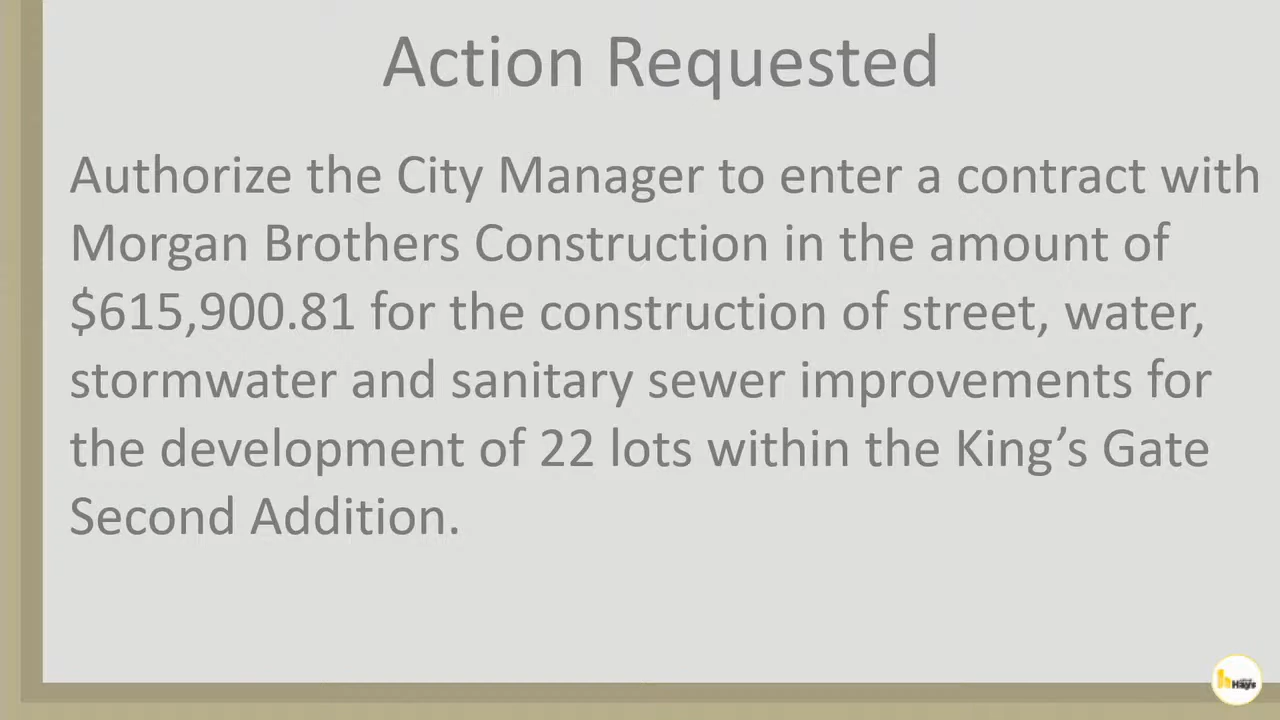 Action Requested
Authorize the City Manager to enter a contract with
Morgan Brothers Construction in the amount of
$615,900.81 for the construction of street, water,
stormwater and sanitary sewer improvements for
the development of 22 lots within the King’s Gate
Second Addition.
Hays